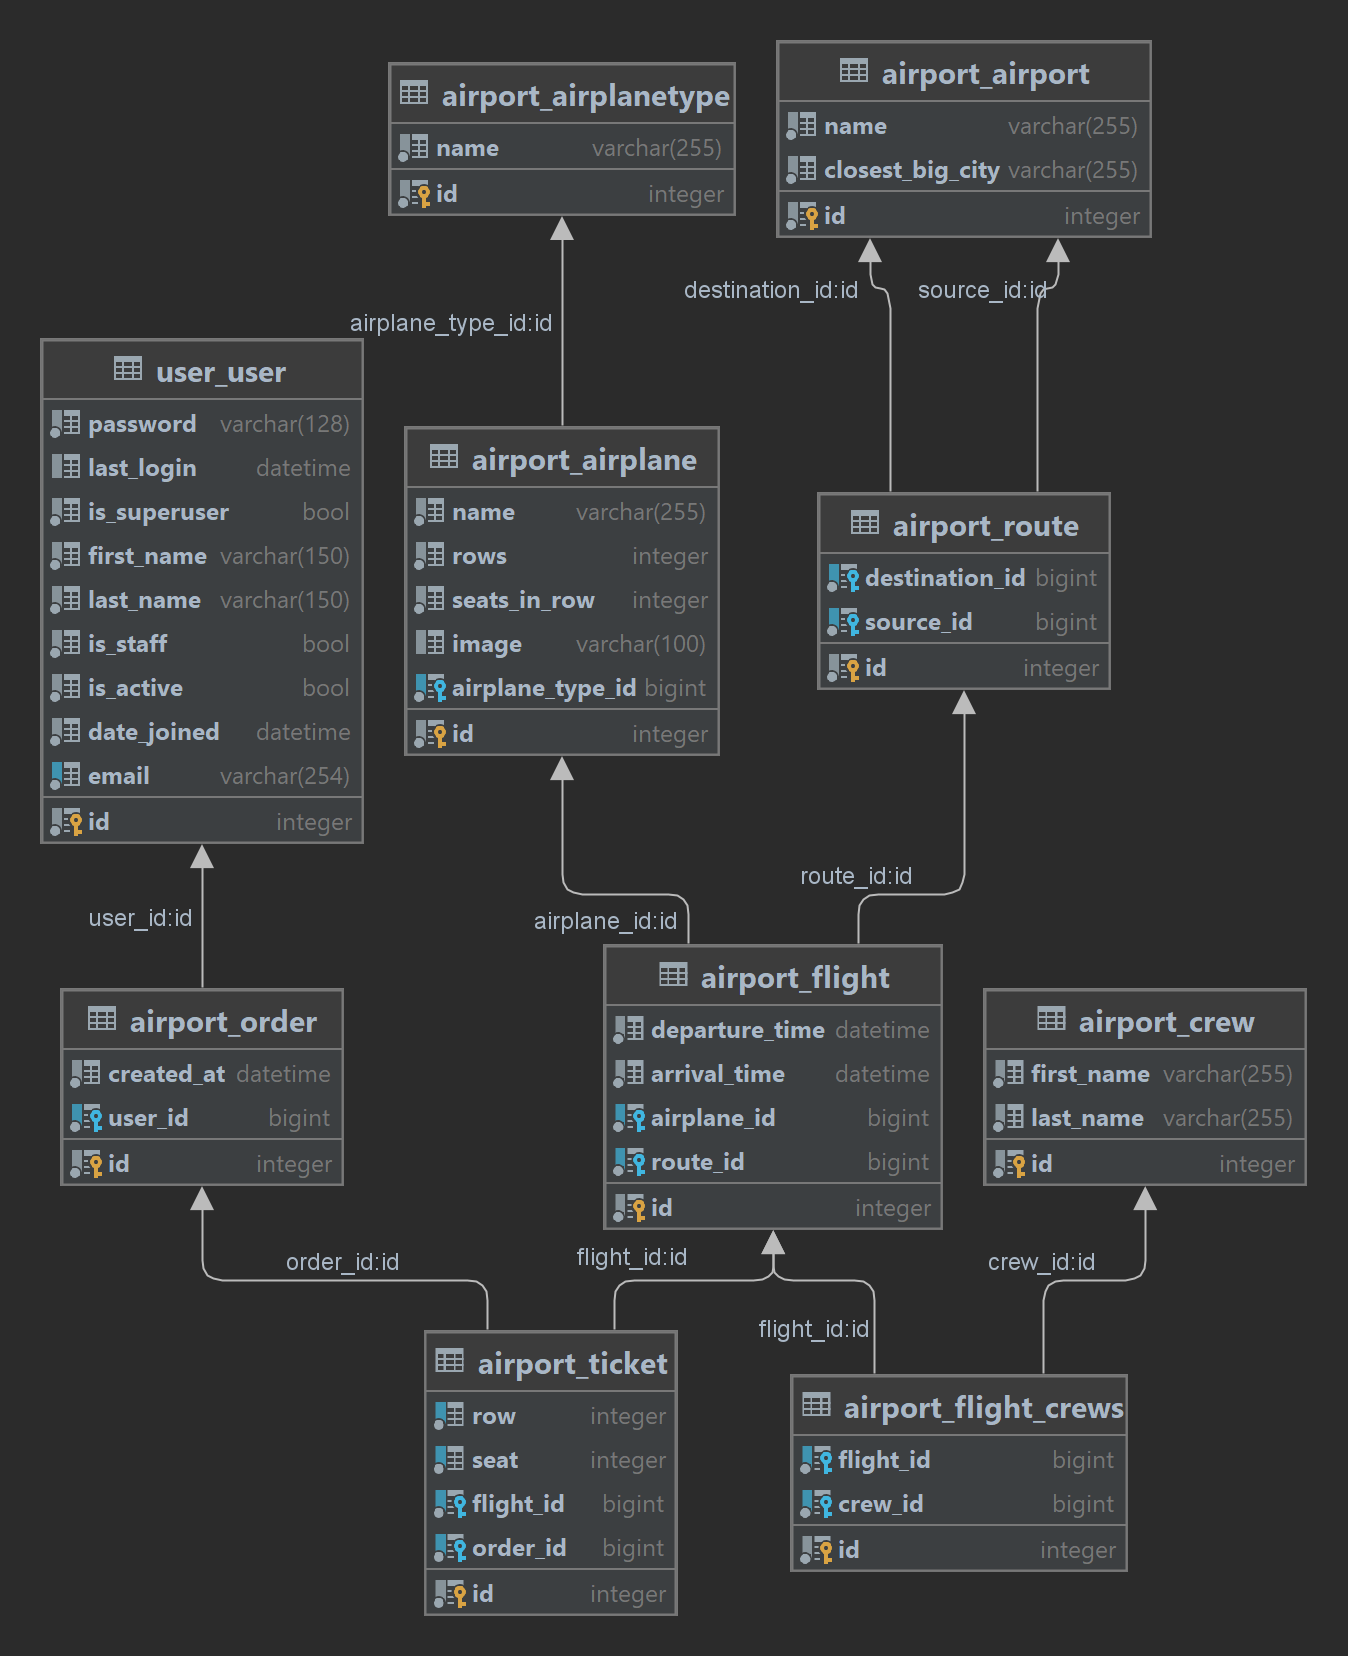 airport_airplanetype
name varchar(255)
id integer
airport_airport
name varchar(255)
closest_big_city varchar(255)
id integer
destination_id:id
source_id:id
airplane_type_id:id
user_user
password varchar(128)
last_login datetime
is_superuser bool
first_name varchar(150)
last_name varchar(150)
is_staff bool
is_active bool
date_joined datetime
email varchar(254)
id integer
airport_airplane
name varchar(255)
rows integer
seats_in_row integer
image varchar(100)
airplane_type_id bigint
id integer
airport_route
destination_id bigint
source_id bigint
id integer
user_id:id
airplane_id:id
route_id:id
airport_order
created_at datetime
user_id bigint
id integer
airport_flight
departure_time datetime
arrival_time datetime
airplane_id bigint
route_id bigint
id integer
airport_crew
first_name varchar(255)
last_name varchar(255)
id integer
order_id:id
flight_id:id
flight_id:id
crew_id:id
airport_ticket
row integer
seat integer
flight_id bigint
order_id bigint
id integer
airport_flight_crews
flight_id bigint
crew_id bigint
id integer